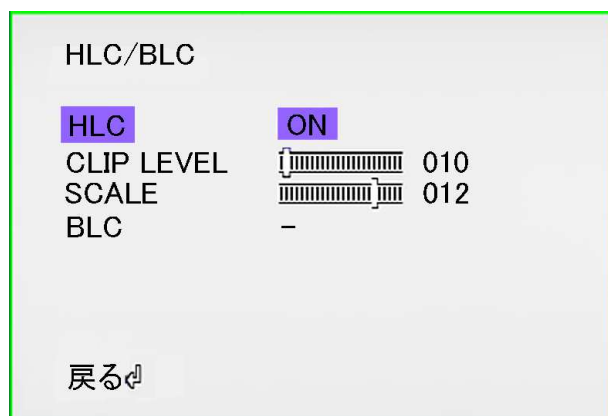 HLC/BLC
HLC ON
CLIP LEVEL 010
SCALE 012
BLC –
戻る⏎